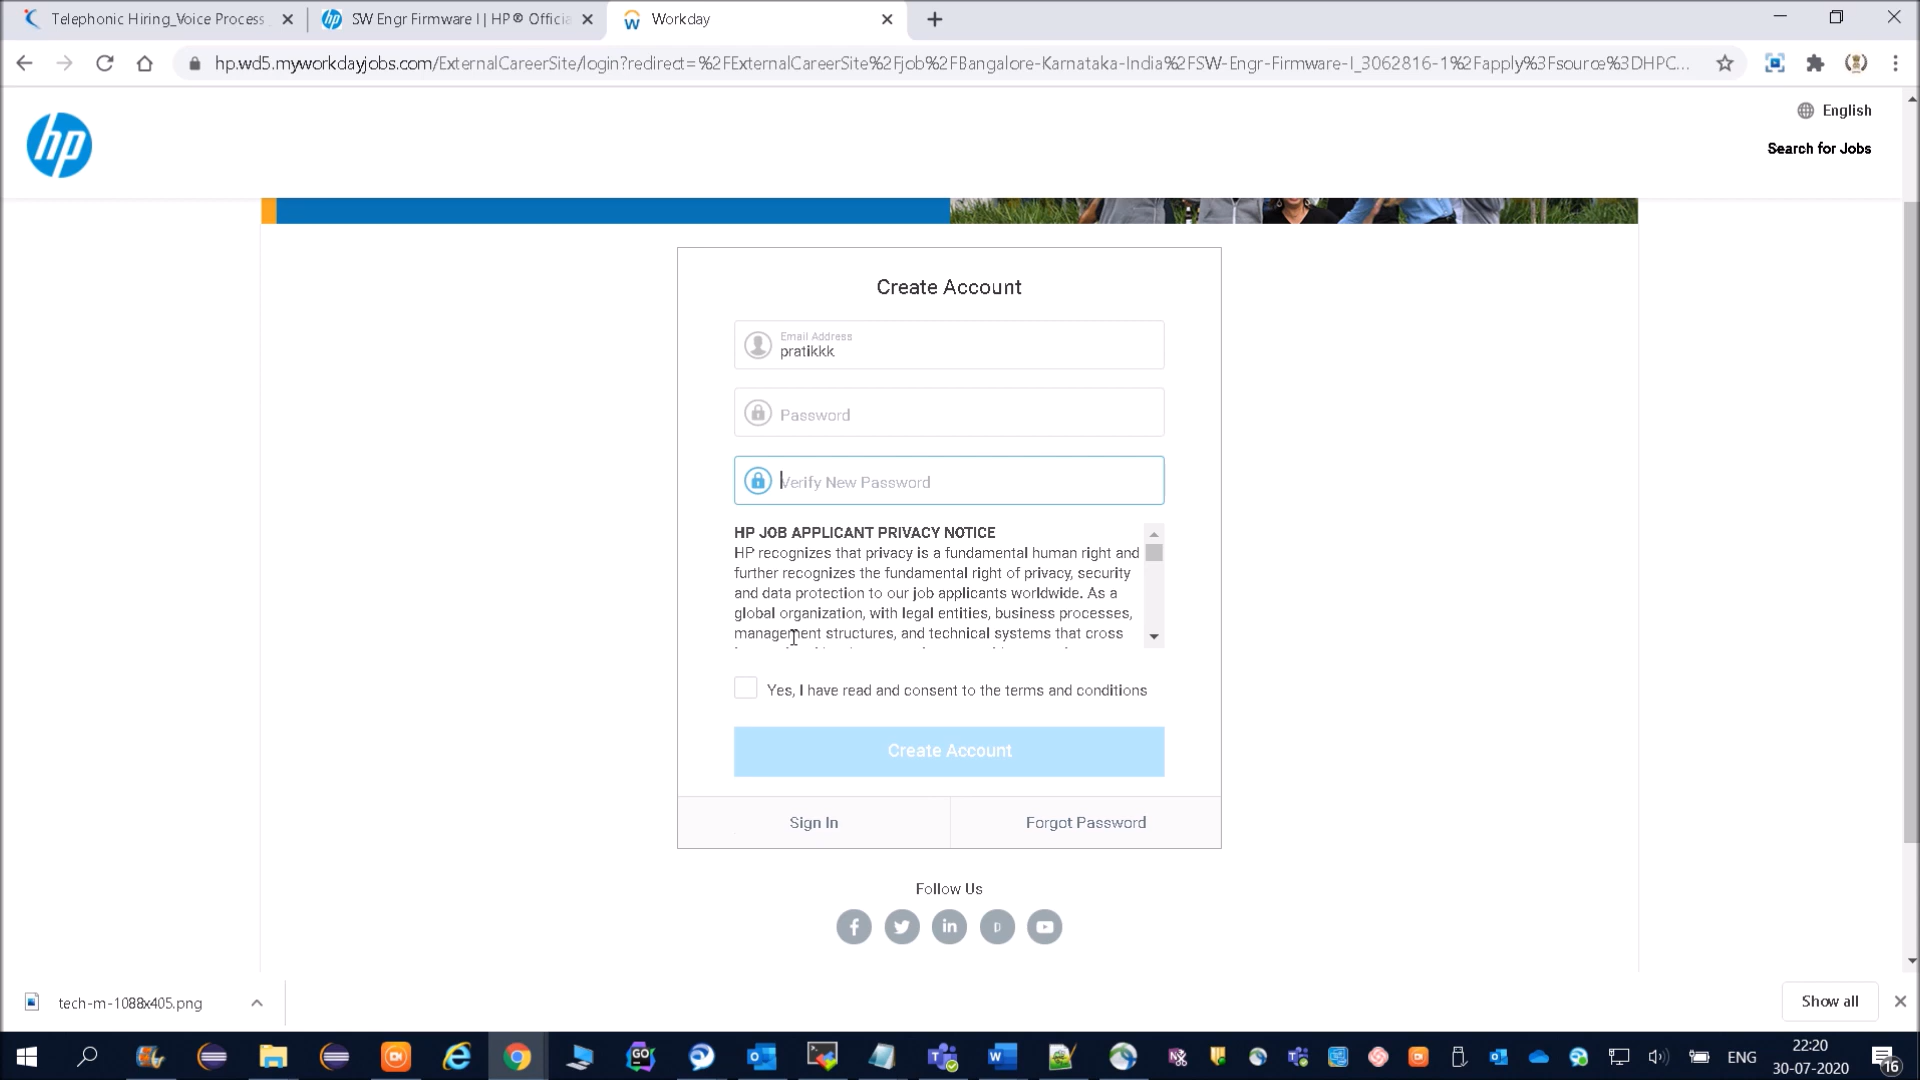 Telephonic Hiring_Voice Process
SW Engr Firmware I | HP® Officia
Workday
hp.wd5.myworkdayjobs.com/ExternalCareerSite/login?redirect=%2FExternalCareerSite%2Fjob%2FBangalore-Karnataka-India%2FSW-Engr-Firmware-I_3062816-1%2Fapply%3Fsource%3DHPC...
hp
English
Search for Jobs
Create Account
Email Address
pratikkk
Password
Verify New Password
HP JOB APPLICANT PRIVACY NOTICE
HP recognizes that privacy is a fundamental human right and
further recognizes the fundamental right of privacy, security
and data protection to our job applicants worldwide. As a
global organization, with legal entities, business processes,
management structures, and technical systems that cross
Yes, I have read and consent to the terms and conditions
Create Account
Sign In
Forgot Password
Follow Us
tech-m-1088x405.png
Show all
GO
ENG
22:20
30-07-2020
16